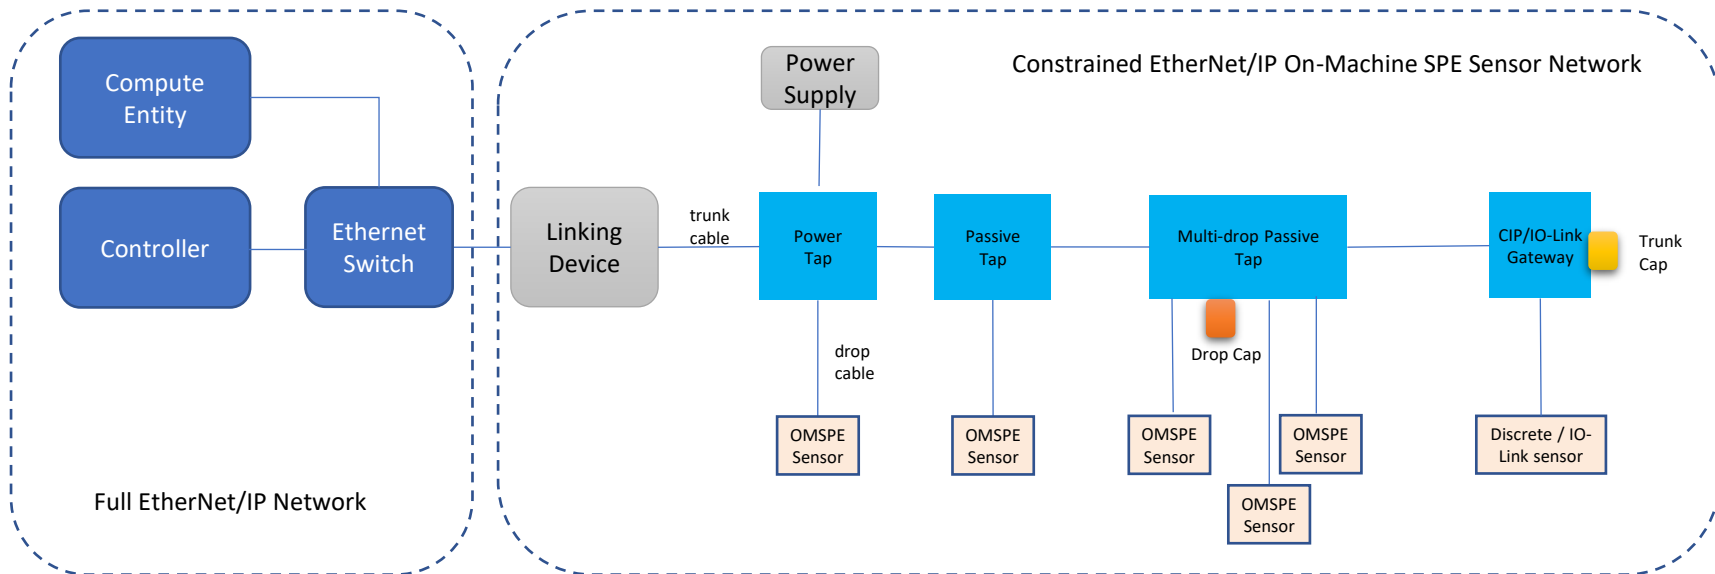 Compute
Entity
Controller
Ethernet
Switch
Full EtherNet/IP Network
Constrained EtherNet/IP On-Machine SPE Sensor Network
Power
Supply
Linking
Device
trunk
cable
Power
Tap
Passive
Tap
Multi-drop Passive
Tap
CIP/IO-Link
Gateway
Trunk
Cap
drop
cable
Drop Cap
OMSPE
Sensor
OMSPE
Sensor
OMSPE
Sensor
OMSPE
Sensor
OMSPE
Sensor
Discrete / IO-
Link sensor